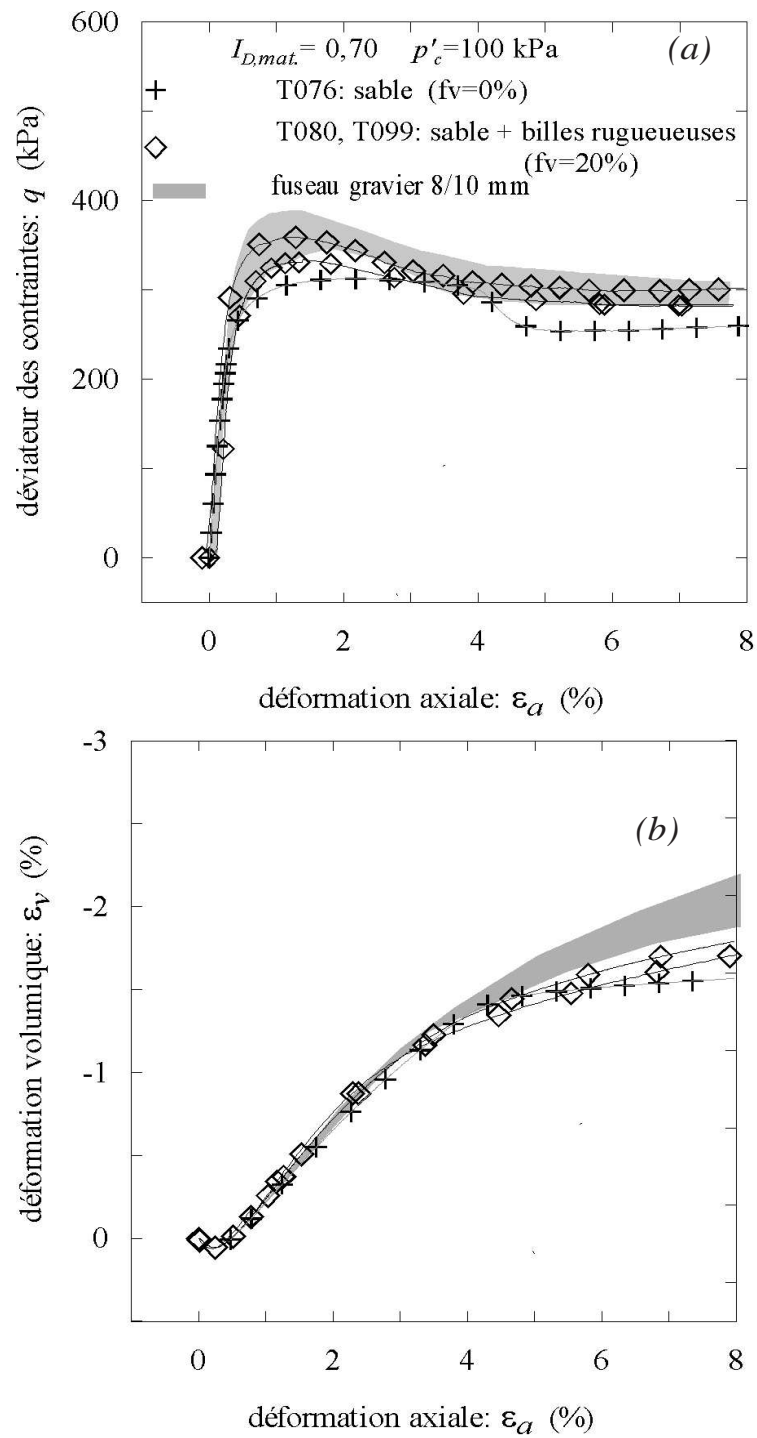 600
(a)
I_{D,mat.}= 0,70 p'_c=100 kPa
T076: sable (fv=0%)
T080, T099: sable + billes rugueueuses
(fv=20%)
fuseau gravier 8/10 mm
400
200
0
déviateur des contraintes: q (kPa)
0 2 4 6 8
déformation axiale: ε_a (%)
-3
(b)
-2
-1
0
déformation volumique: ε_v (%)
0 2 4 6 8
déformation axiale: ε_a (%)